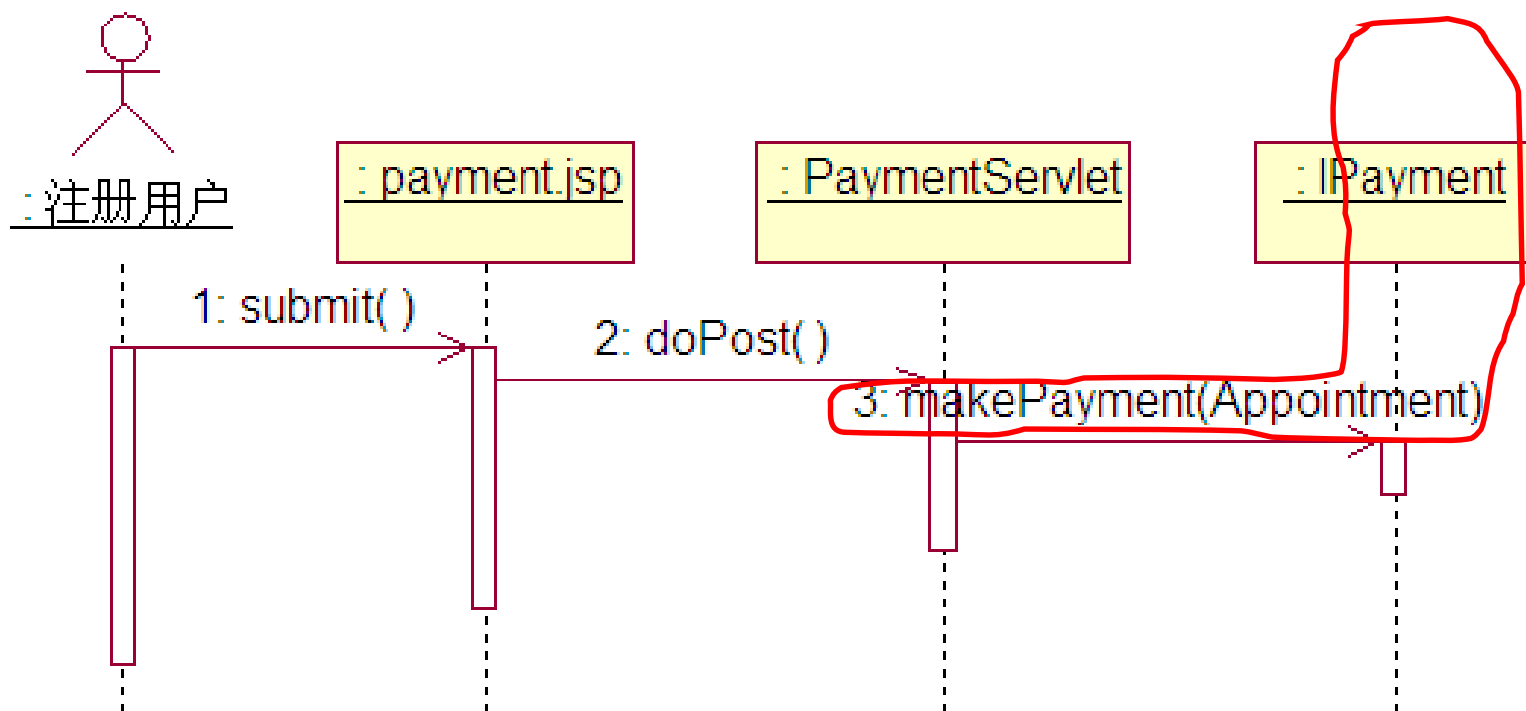 : 注册用户
: payment.jsp
: PaymentServlet
: IPayment
1: submit( )
2: doPost( )
3: makePayment(Appointment)